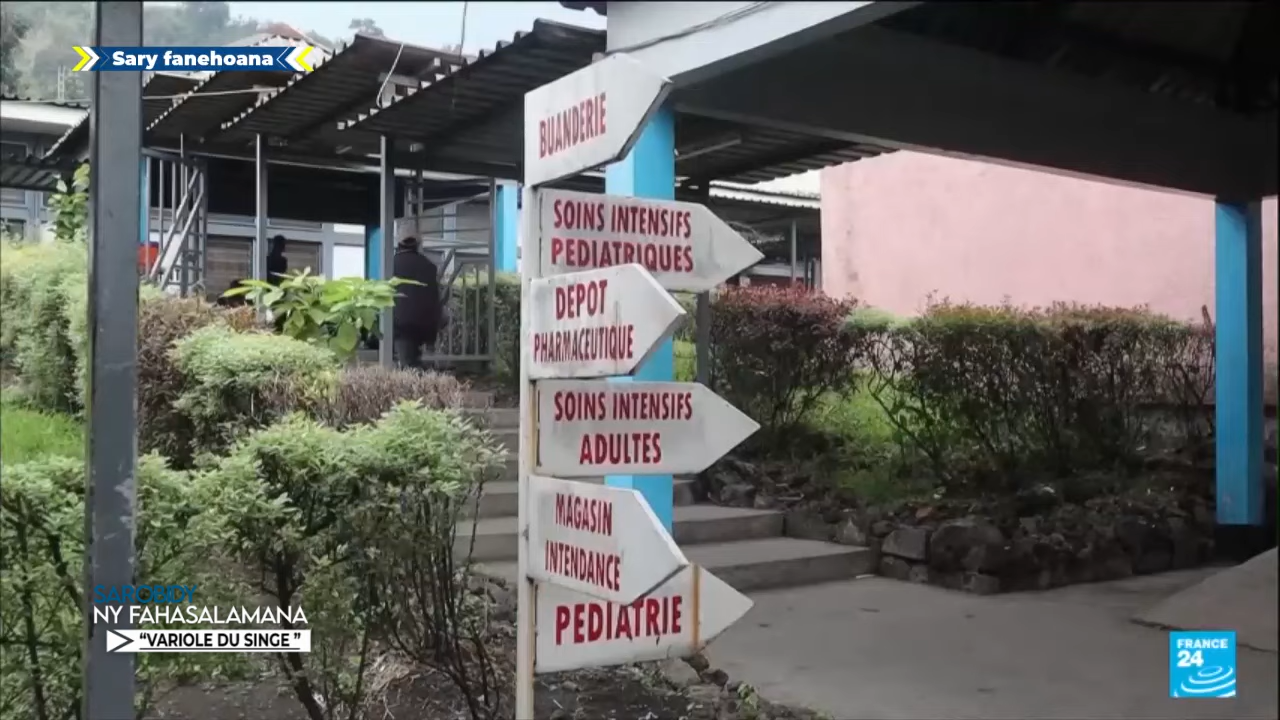 Sary fanehoana
BUANDERIE
SOINS INTENSIFS
PEDIATRIQUES
DEPOT
PHARMACEUTIQUE
SOINS INTENSIFS
ADULTES
MAGASIN
INTENDANCE
PEDIATRIE
SAROBIDY
NY FAHASALAMANA
“VARIOLE DU SINGE”
FRANCE
24